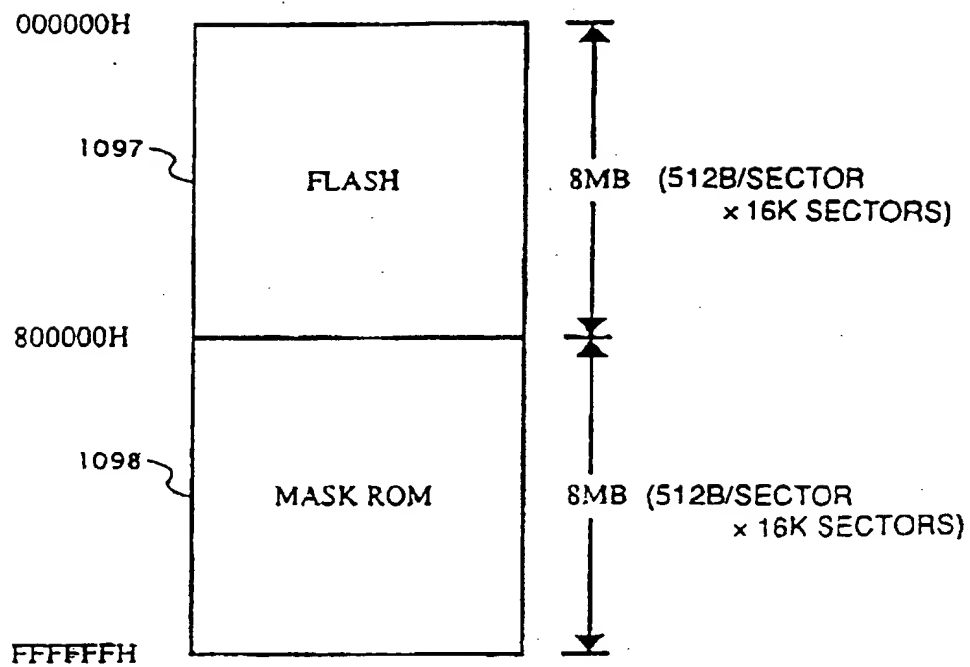 000000H
1097
FLASH
8MB (512B/SECTOR
× 16K SECTORS)
800000H
1098
MASK ROM
8MB (512B/SECTOR
× 16K SECTORS)
FFFFFFH